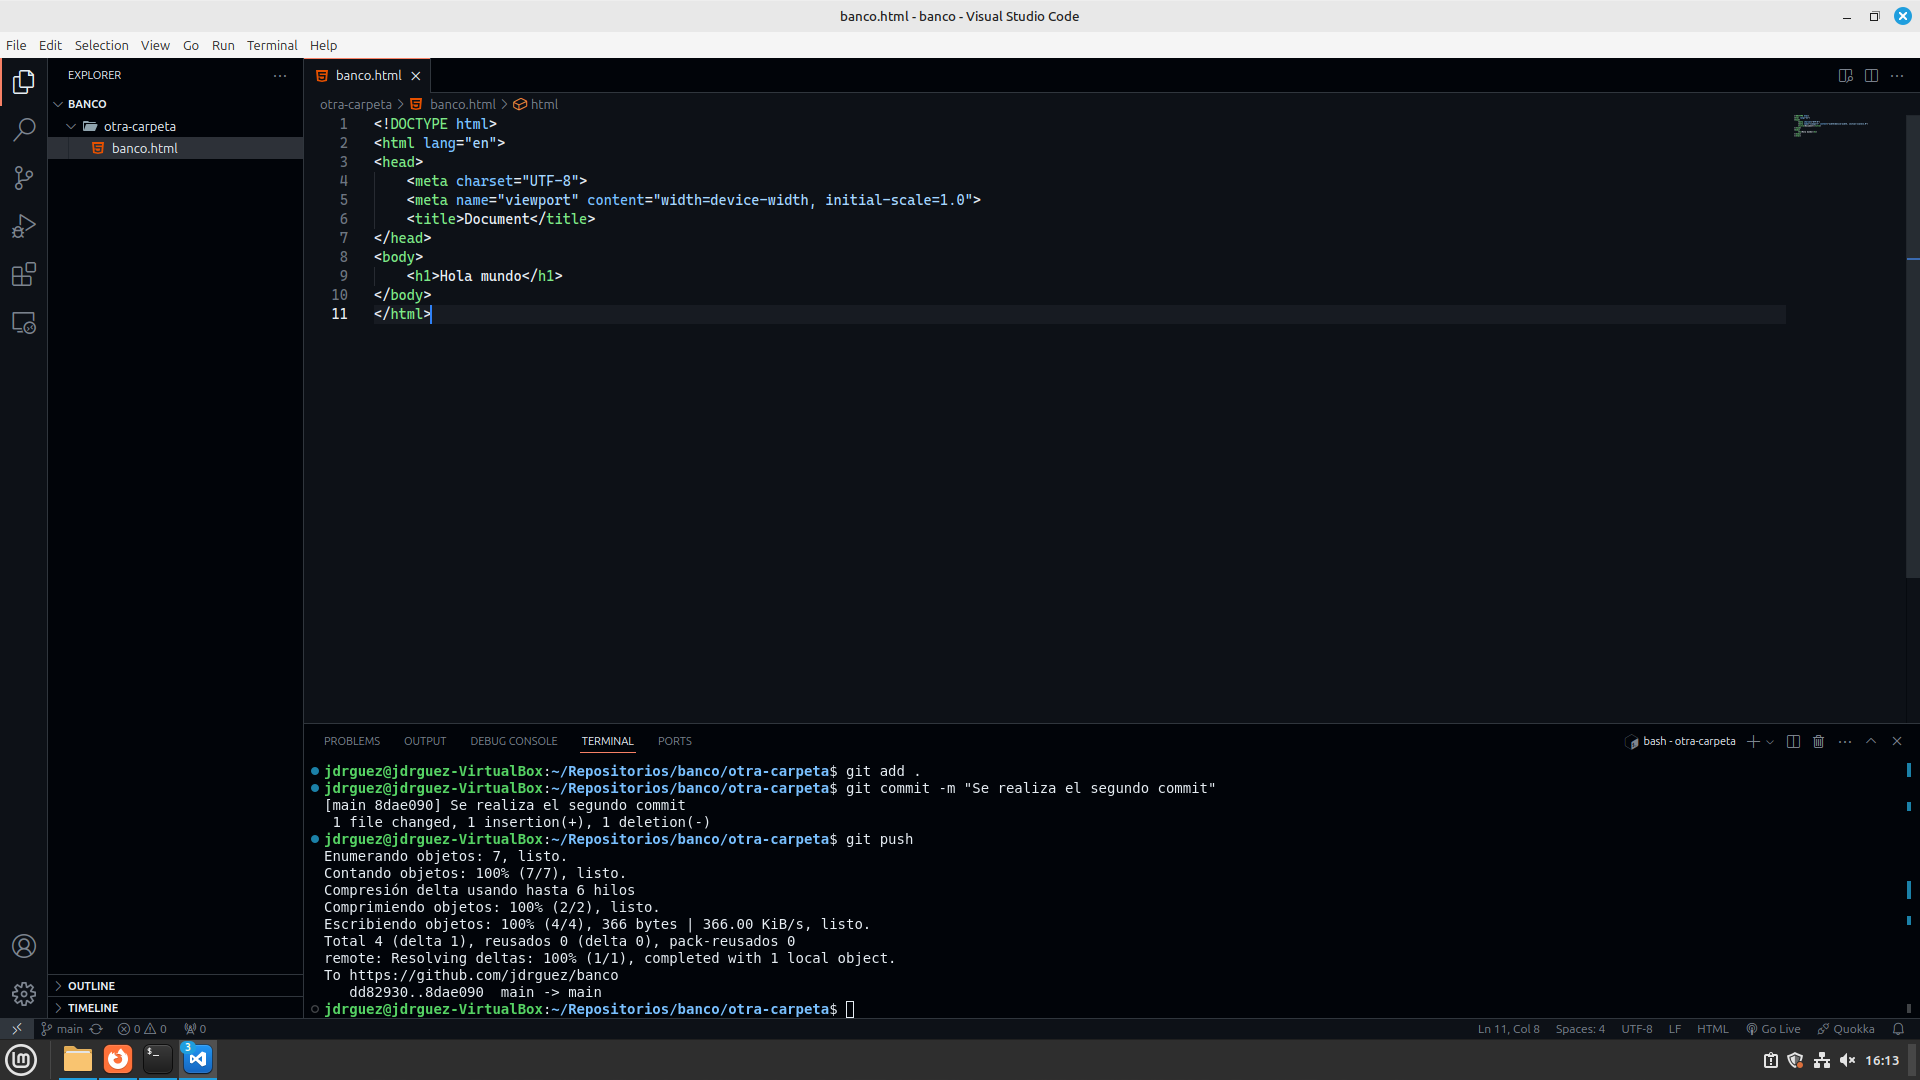 banco.html - banco - Visual Studio Code
File Edit Selection View Go Run Terminal Help
EXPLORER
BANCO
otra-carpeta
banco.html
OUTLINE
TIMELINE
banco.html
otra-carpeta > banco.html > html
1 <!DOCTYPE html>
2 <html lang="en">
3 <head>
4 <meta charset="UTF-8">
5 <meta name="viewport" content="width=device-width, initial-scale=1.0">
6 <title>Document</title>
7 </head>
8 <body>
9 <h1>Hola mundo</h1>
10 </body>
11 </html>
PROBLEMS OUTPUT DEBUG CONSOLE TERMINAL PORTS
bash - otra-carpeta
jdrguez@jdrguez-VirtualBox:~/Repositorios/banco/otra-carpeta$ git add .
jdrguez@jdrguez-VirtualBox:~/Repositorios/banco/otra-carpeta$ git commit -m "Se realiza el segundo commit"
[main 8dae090] Se realiza el segundo commit
1 file changed, 1 insertion(+), 1 deletion(-)
jdrguez@jdrguez-VirtualBox:~/Repositorios/banco/otra-carpeta$ git push
Enumerando objetos: 7, listo.
Contando objetos: 100% (7/7), listo.
Compresión delta usando hasta 6 hilos
Comprimiendo objetos: 100% (2/2), listo.
Escribiendo objetos: 100% (4/4), 366 bytes | 366.00 KiB/s, listo.
Total 4 (delta 1), reusados 0 (delta 0), pack-reusados 0
remote: Resolving deltas: 100% (1/1), completed with 1 local object.
To https://github.com/jdrguez/banco
dd82930..8dae090 main -> main
jdrguez@jdrguez-VirtualBox:~/Repositorios/banco/otra-carpeta$
main 0 0 0
Ln 11, Col 8 Spaces: 4 UTF-8 LF HTML Go Live Quokka
3
16:13